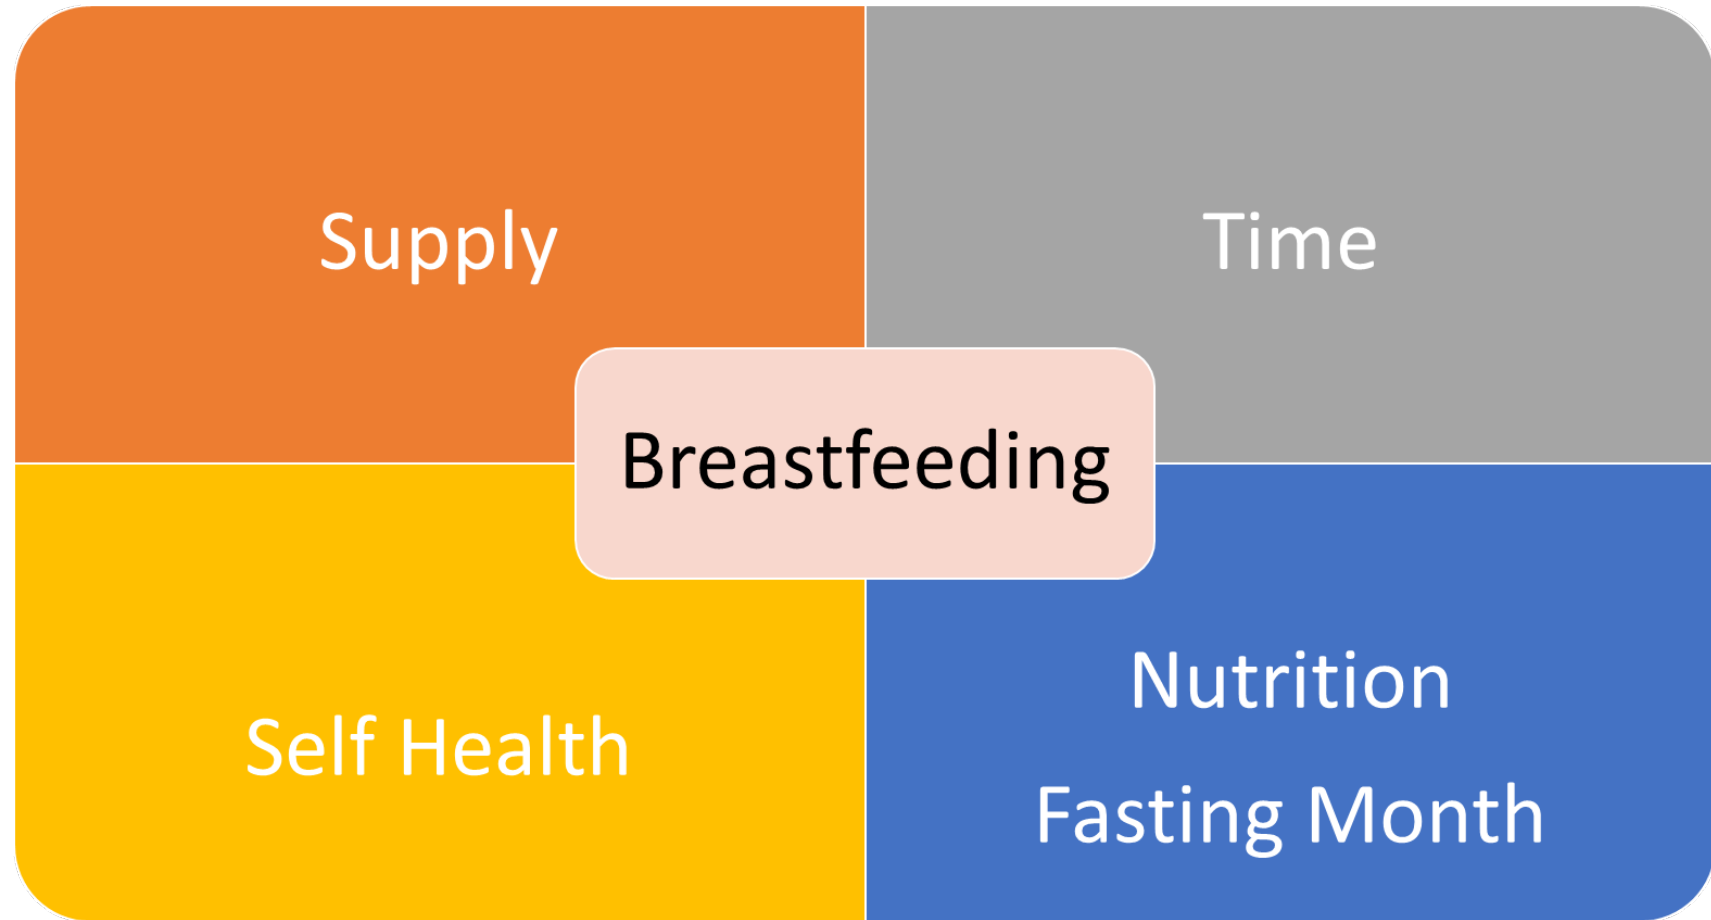 Supply
Time
Breastfeeding
Self Health
Nutrition
Fasting Month